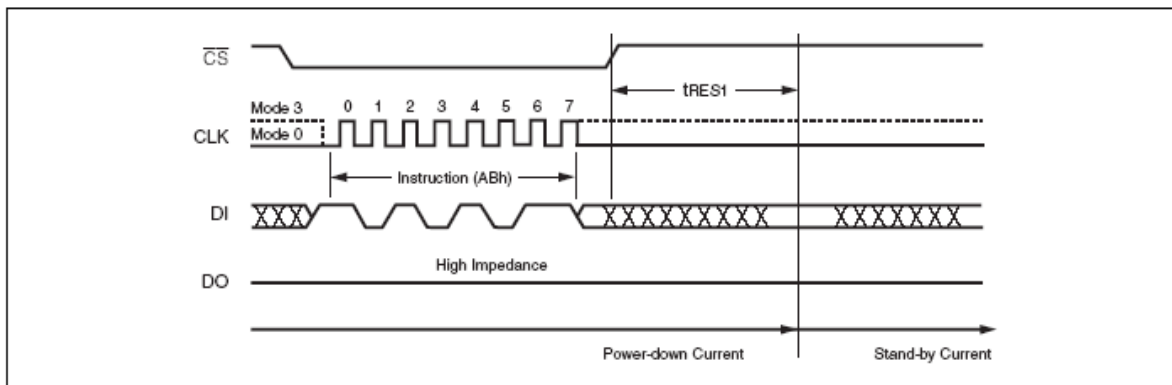 CS
tRES1
Mode 3 0 1 2 3 4 5 6 7
CLK Mode 0
Instruction (ABh)
DI
High Impedance
DO
Power-down Current Stand-by Current